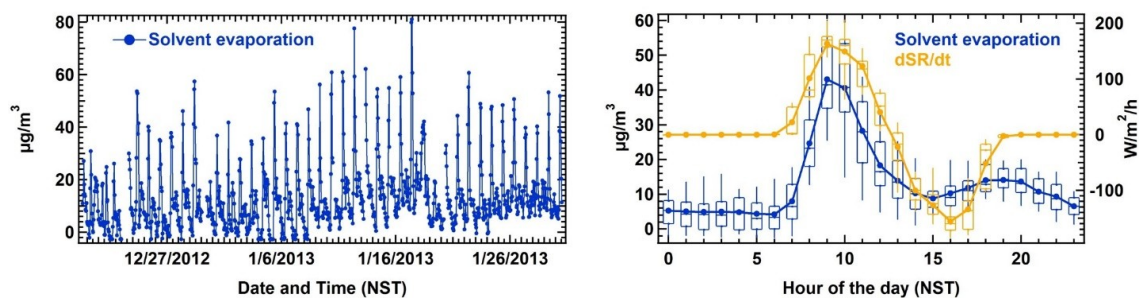 Solvent evaporation
80
60
40
20
0
µg/m³
12/27/2012 1/6/2013 1/16/2013 1/26/2013
Date and Time (NST)
Solvent evaporation
dSR/dt
60
50
40
30
20
10
0
µg/m³
200
100
0
-100
W/m²/h
0 5 10 15 20
Hour of the day (NST)